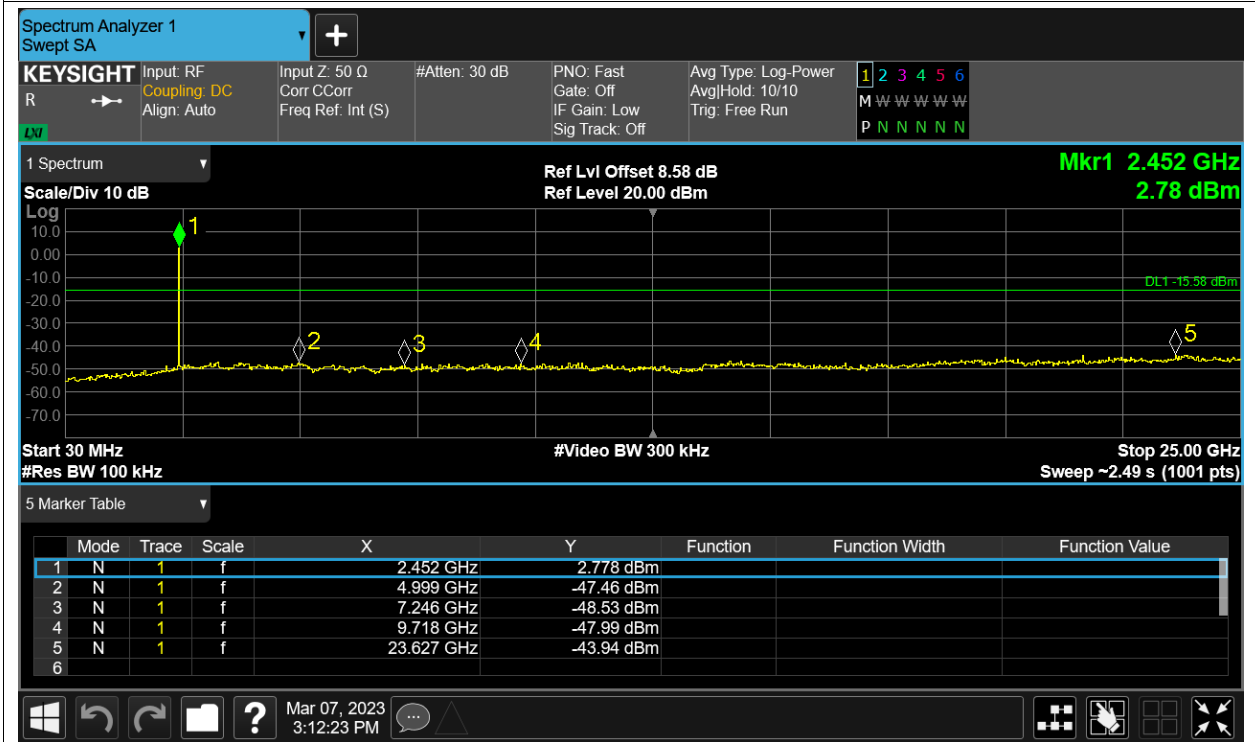 Spectrum Analyzer 1
Swept SA
KEYSIGHT
R
LXI
Input: RF
Coupling: DC
Align: Auto
Input Z: 50 Ω
Corr CCorr
Freq Ref: Int (S)
#Atten: 30 dB
PNO: Fast
Gate: Off
IF Gain: Low
Sig Track: Off
Avg Type: Log-Power
Avg|Hold: 10/10
Trig: Free Run
1 2 3 4 5 6
M W W W W W
P N N N N N
1 Spectrum
Scale/Div 10 dB
Ref Lvl Offset 8.58 dB
Ref Level 20.00 dBm
Mkr1 2.452 GHz
2.78 dBm
Log
10.0
0.00
-10.0
-20.0
-30.0
-40.0
-50.0
-60.0
-70.0
1
2
3
4
5
DL1 -15.58 dBm
Start 30 MHz
#Res BW 100 kHz
#Video BW 300 kHz
Stop 25.00 GHz
Sweep ~2.49 s (1001 pts)
5 Marker Table
Mode Trace Scale X Y Function Function Width Function Value
1 N 1 f 2.452 GHz 2.778 dBm
2 N 1 f 4.999 GHz -47.46 dBm
3 N 1 f 7.246 GHz -48.53 dBm
4 N 1 f 9.718 GHz -47.99 dBm
5 N 1 f 23.627 GHz -43.94 dBm
6
?
Mar 07, 2023
3:12:23 PM